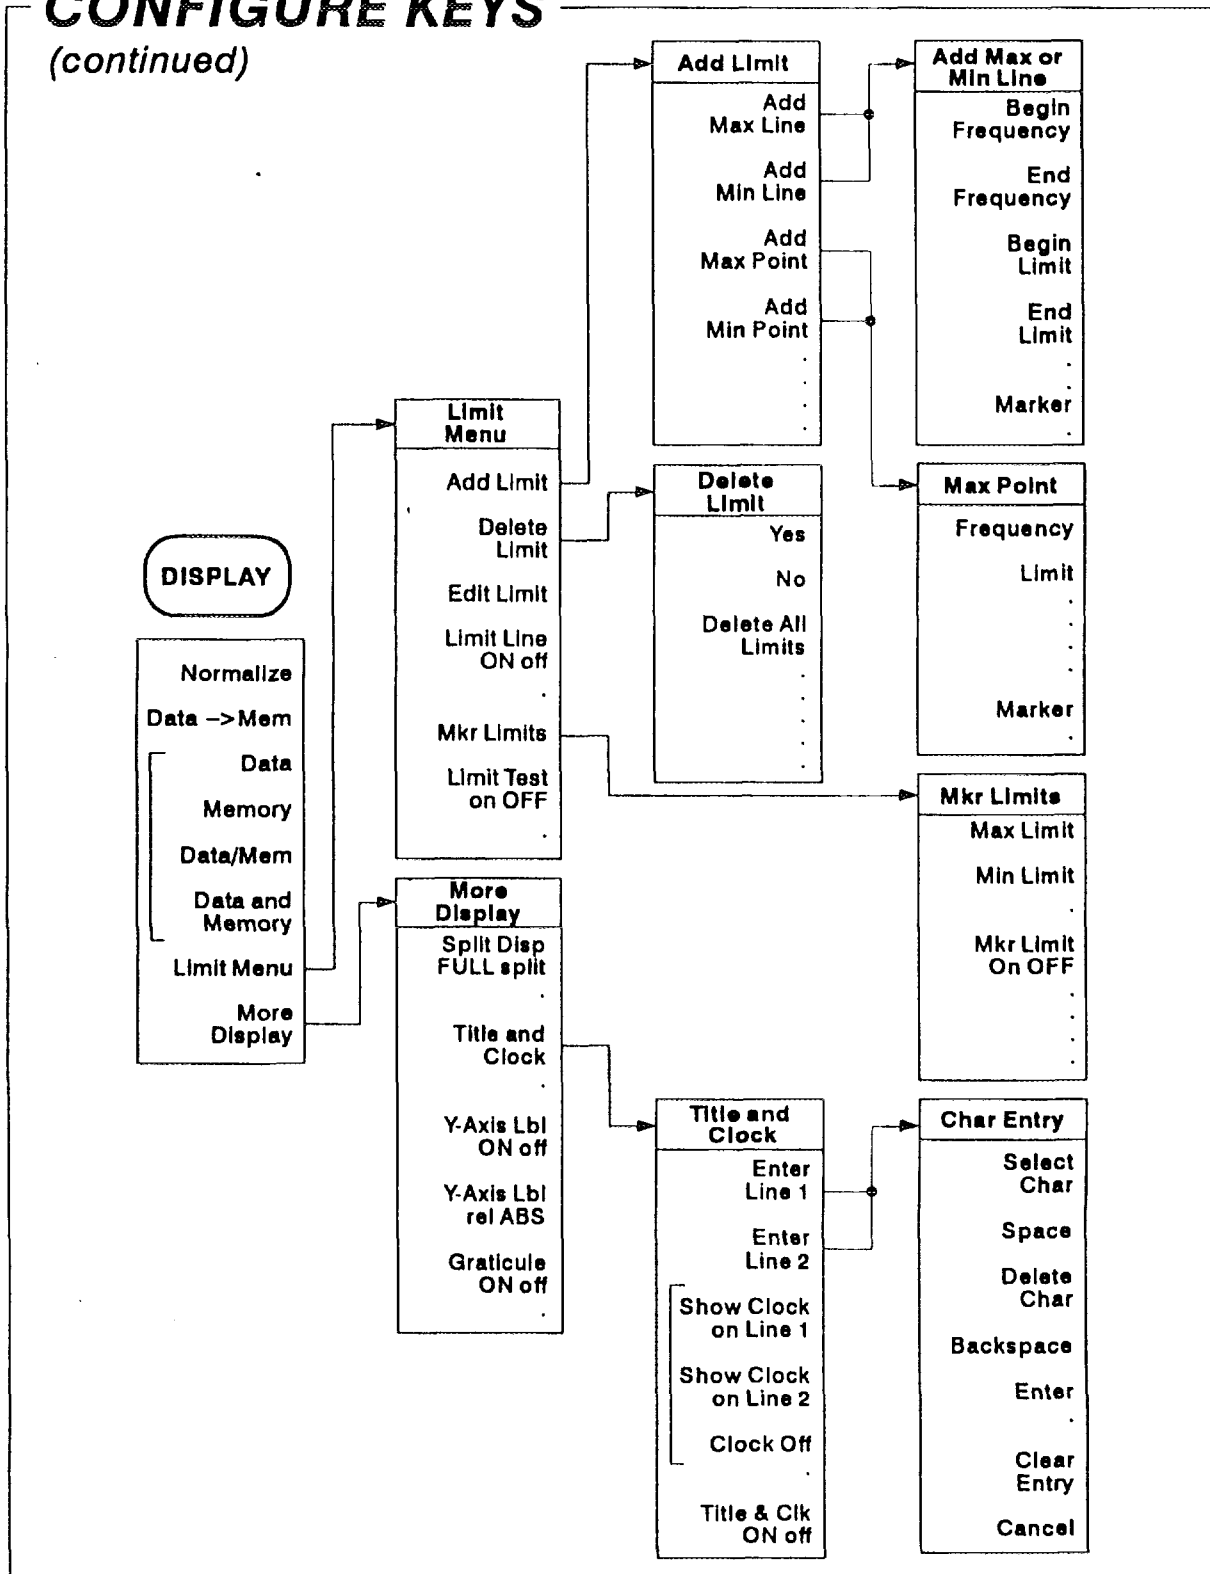 CONFIGURE KEYS
(continued)
DISPLAY
Normalize
Data ->Mem
Data
Memory
Data/Mem
Data and
Memory
Limit Menu
More
Display
Limit
Menu
Add Limit
Delete
Limit
Edit Limit
Limit Line
ON off
.
Mkr Limits
Limit Test
on OFF
.
More
Display
Split Disp
FULL split
.
Title and
Clock
.
Y-Axis Lbl
ON off
Y-Axis Lbl
rel ABS
Graticule
ON off
.
Add Limit
Add
Max Line
Add
Min Line
Add
Max Point
Add
Min Point
.
.
.
.
Delete
Limit
Yes
No
Delete All
Limits
.
.
.
.
.
Title and
Clock
Enter
Line 1
Enter
Line 2
Show Clock
on Line 1
Show Clock
on Line 2
Clock Off
.
Title & Clk
ON off
Add Max or
Min Line
Begin
Frequency
End
Frequency
Begin
Limit
End
Limit
.
.
Marker
.
Max Point
Frequency
Limit
.
.
.
.
Marker
.
Mkr Limits
Max Limit
Min Limit
.
Mkr Limit
On OFF
.
.
.
.
Char Entry
Select
Char
Space
Delete
Char
Backspace
Enter
.
Clear
Entry
Cancel